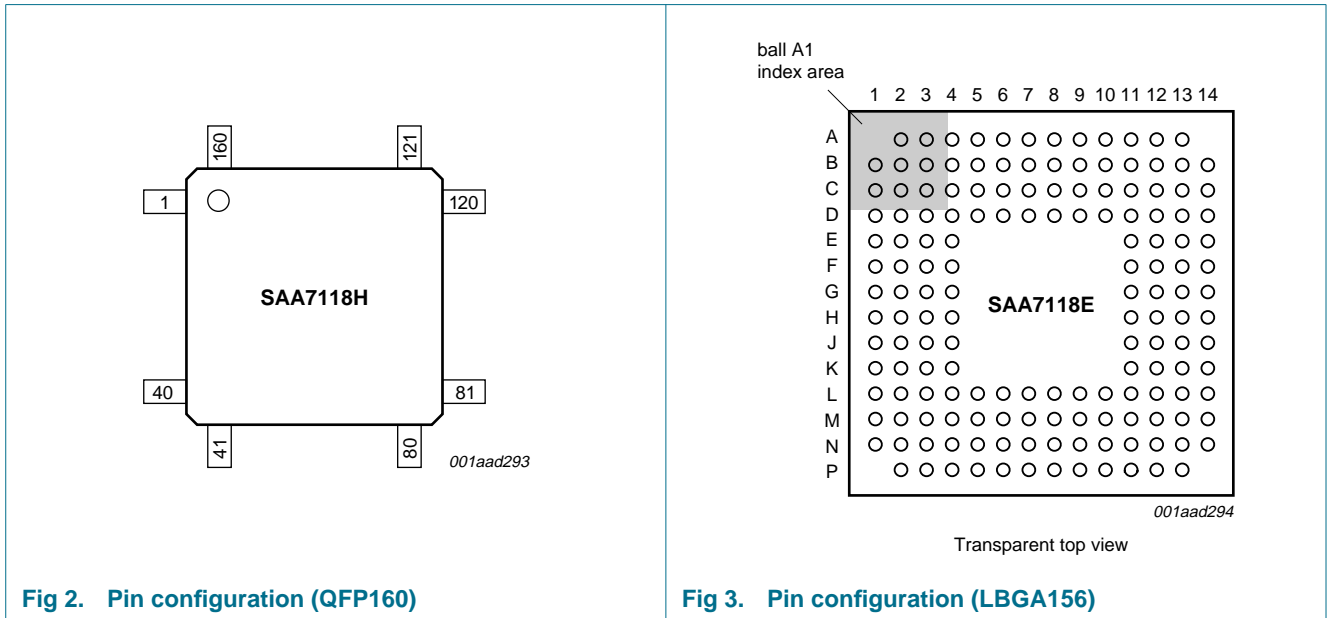 160
121
1
120
SAA7118H
40
81
41
80
001aad293
Fig 2. Pin configuration (QFP160)
ball A1
index area
1 2 3 4 5 6 7 8 9 10 11 12 13 14
A
B
C
D
E
F
G
H
J
K
L
M
N
P
SAA7118E
001aad294
Transparent top view
Fig 3. Pin configuration (LBGA156)